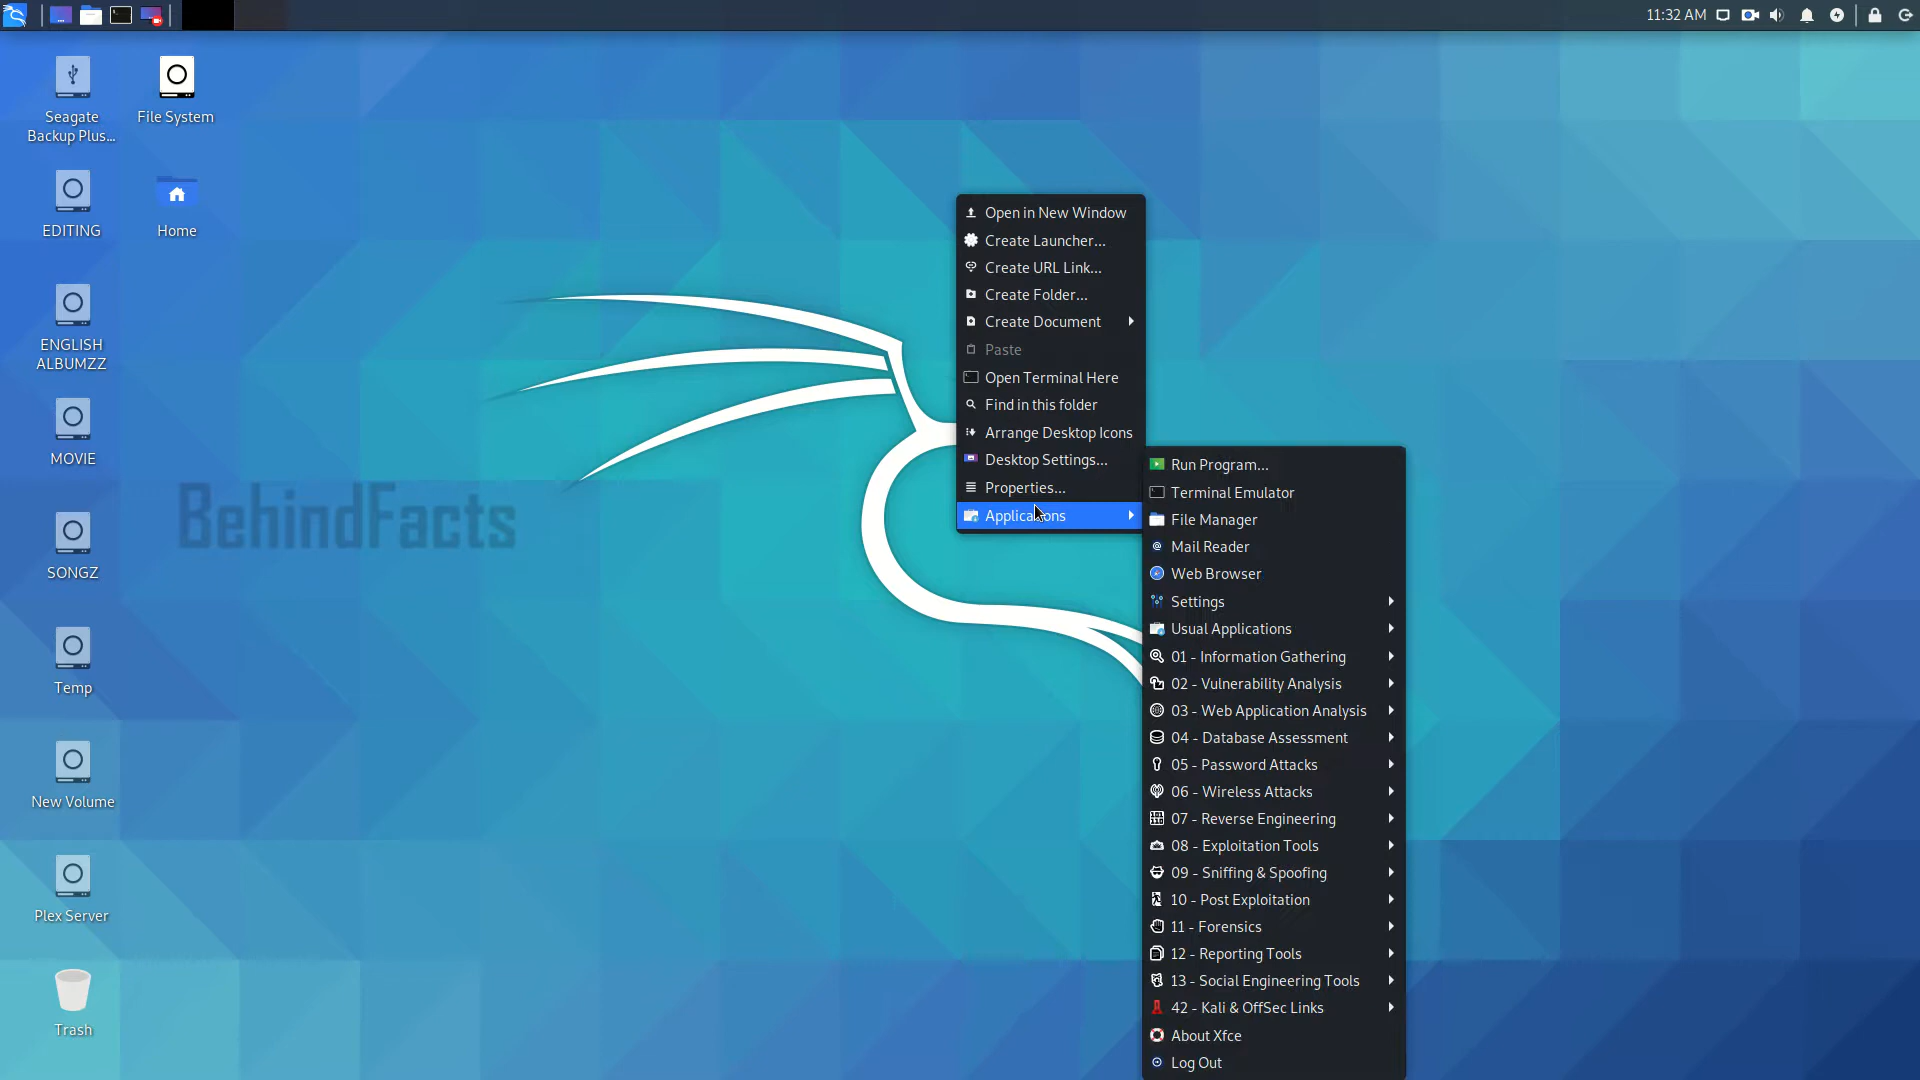 11:32 AM
Seagate
Backup Plus...
File System
EDITING
Home
ENGLISH
ALBUMZZ
MOVIE
SONGZ
Temp
New Volume
Plex Server
Trash
BehindFacts
Open in New Window
Create Launcher...
Create URL Link...
Create Folder...
Create Document
Paste
Open Terminal Here
Find in this folder
Arrange Desktop Icons
Desktop Settings...
Properties...
Applications
Run Program...
Terminal Emulator
File Manager
Mail Reader
Web Browser
Settings
Usual Applications
01 - Information Gathering
02 - Vulnerability Analysis
03 - Web Application Analysis
04 - Database Assessment
05 - Password Attacks
06 - Wireless Attacks
07 - Reverse Engineering
08 - Exploitation Tools
09 - Sniffing & Spoofing
10 - Post Exploitation
11 - Forensics
12 - Reporting Tools
13 - Social Engineering Tools
42 - Kali & OffSec Links
About Xfce
Log Out